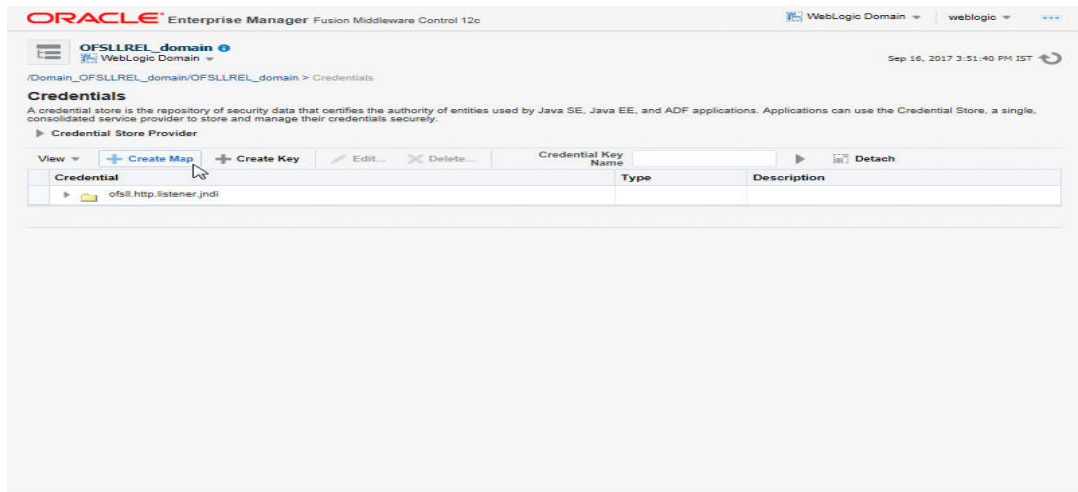 ORACLE® Enterprise Manager Fusion Middleware Control 12c
WebLogic Domain
weblogic
OFSLLREL_domain
WebLogic Domain
Sep 16, 2017 3:51:40 PM IST
/Domain_OFSLLREL_domain/OFSLLREL_domain > Credentials
Credentials
A credential store is the repository of security data that certifies the authority of entities used by Java SE, Java EE, and ADF applications. Applications can use the Credential Store, a single,
consolidated service provider to store and manage their credentials securely.
Credential Store Provider
View
Create Map
Create Key
Edit...
Delete...
Credential Key
Name
Detach
Credential
Type
Description
ofsll.http.listener.jndi